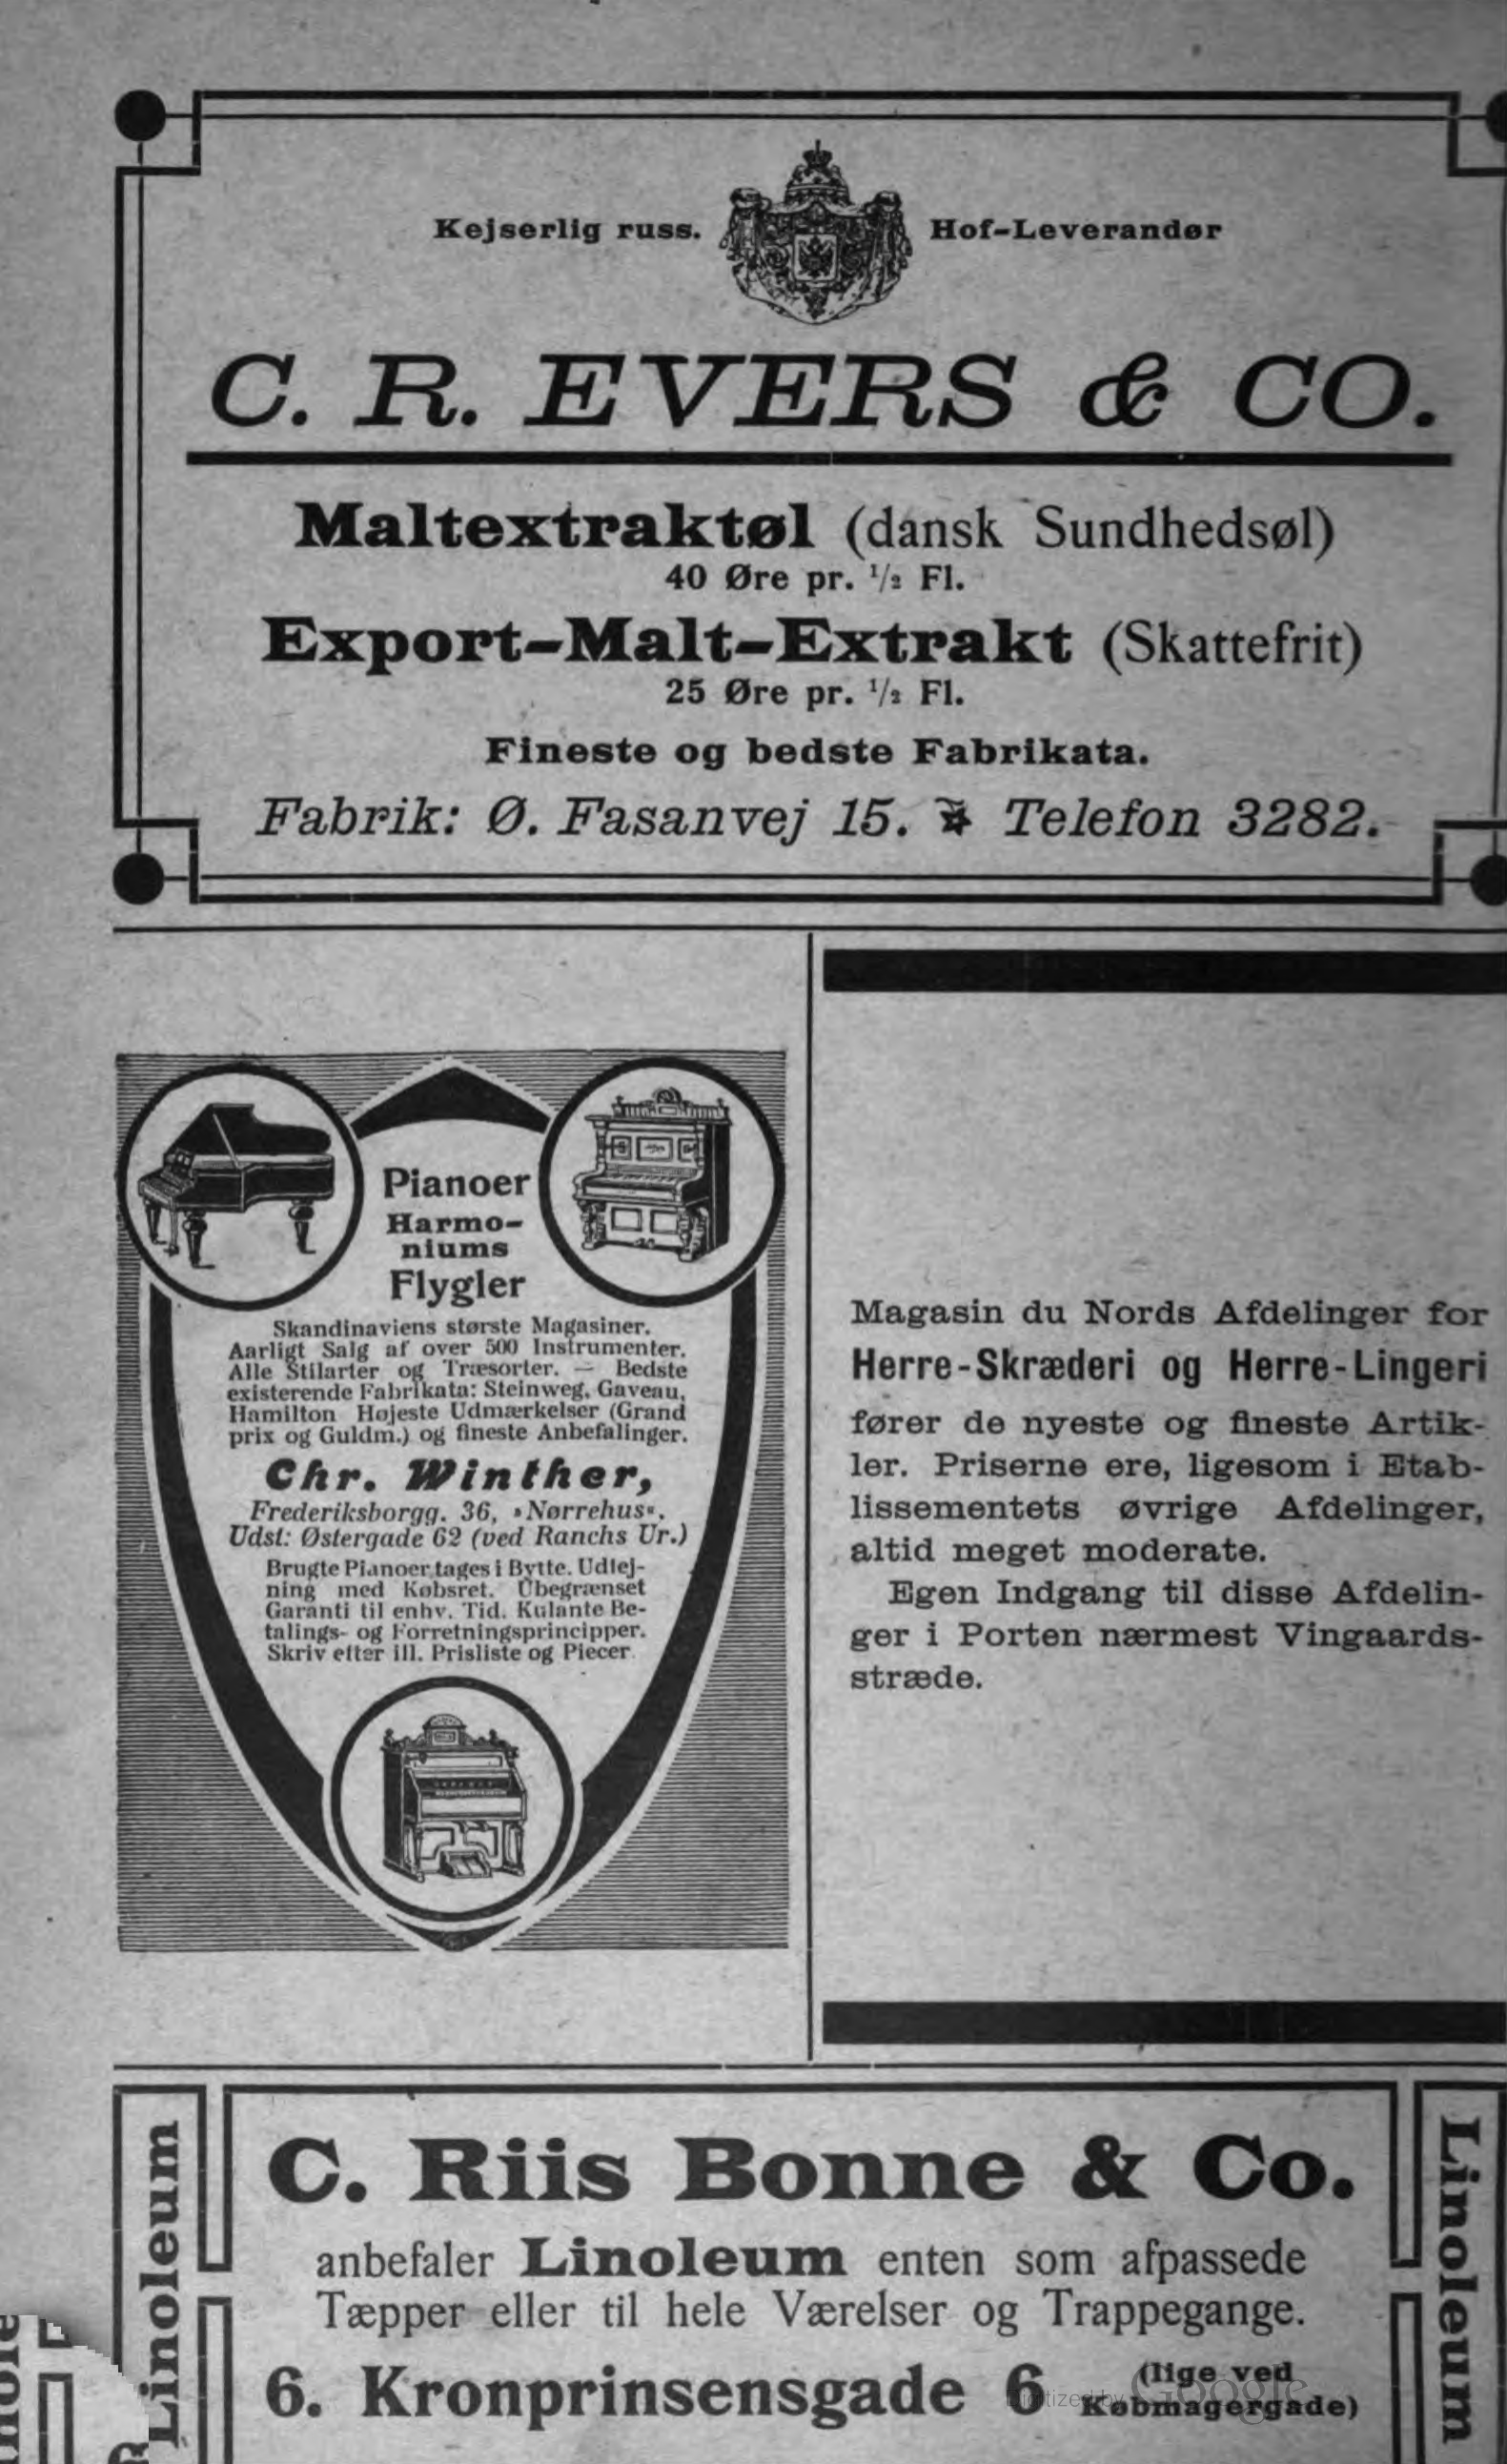 Kejserlig russ. Hof-Leverandør
C. R. EVERS & CO.
Maltextraktøl (dansk Sundhedsøl)
40 Øre pr. 1/2 Fl.
Export-Malt-Extrakt (Skattefrit)
25 Øre pr. 1/2 Fl.
Fineste og bedste Fabrikata.
Fabrik: Ø. Fasanvej 15. Telefon 3282.
Pianoer
Harmo-
niums
Flygler
Skandinaviens største Magasiner.
Aarligt Salg af over 500 Instrumenter.
Alle Stilarter og Træsorter. — Bedste
existerende Fabrikata: Steinweg, Gaveau,
Hamilton Højeste Udmærkelser (Grand
prix og Guldm.) og fineste Anbefalinger.
Chr. Winther,
Frederiksborgg. 36, »Nørrehus«.
Udst: Østergade 62 (ved Ranchs Ur.)
Brugte Pianoer tages i Bytte. Udlej-
ning med Købsret. Ubegrænset
Garanti til enhv. Tid. Kulante Be-
talings- og Forretningsprincipper.
Skriv efter ill. Prisliste og Piecer
Magasin du Nords Afdelinger for
Herre-Skræderi og Herre-Lingeri
fører de nyeste og fineste Artik-
ler. Priserne ere, ligesom i Etab-
lissementets øvrige Afdelinger,
altid meget moderate.
Egen Indgang til disse Afdelin-
ger i Porten nærmest Vingaards-
stræde.
Linoleum
C. Riis Bonne & Co.
anbefaler Linoleum enten som afpassede
Tæpper eller til hele Værelser og Trappegange.
6. Kronprinsensgade 6 (lige ved
Købmagergade)
Linoleum
Digitized by Google